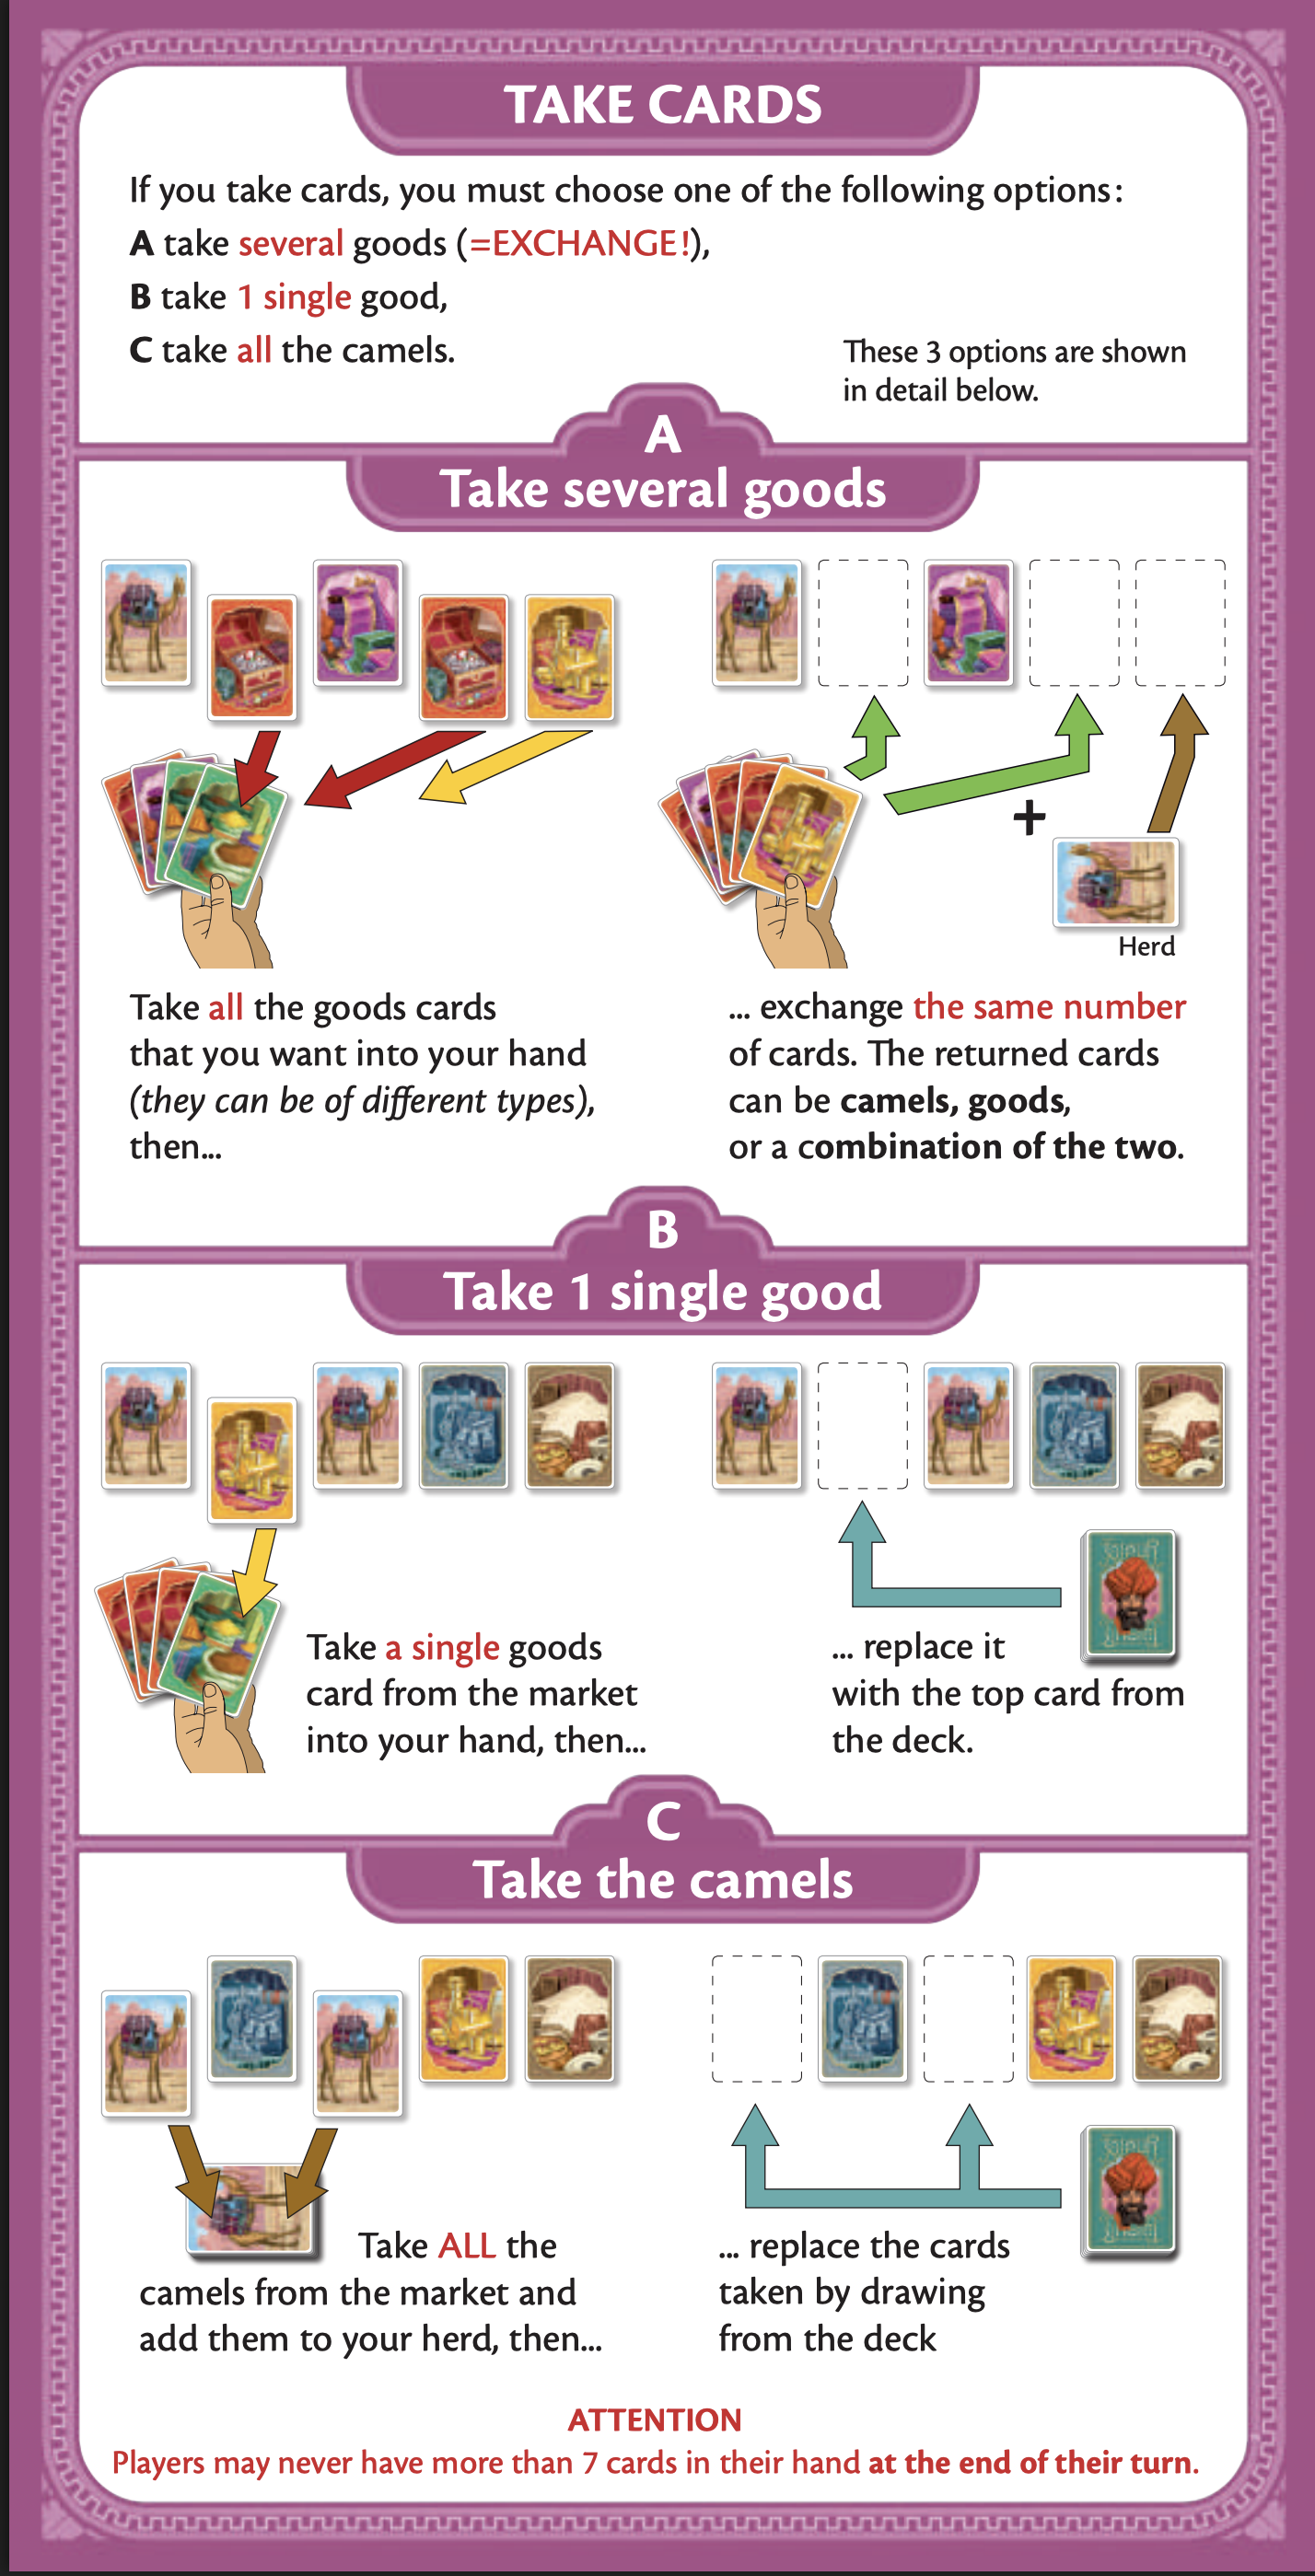 TAKE CARDS
If you take cards, you must choose one of the following options:
A take several goods (=EXCHANGE!),
B take 1 single good,
C take all the camels.
These 3 options are shown
in detail below.
A
Take several goods
+
Herd
Take all the goods cards
that you want into your hand
(they can be of different types),
then...
... exchange the same number
of cards. The returned cards
can be camels, goods,
or a combination of the two.
B
Take 1 single good
Take a single goods
card from the market
into your hand, then...
... replace it
with the top card from
the deck.
C
Take the camels
Take ALL the
camels from the market and
add them to your herd, then...
... replace the cards
taken by drawing
from the deck
ATTENTION
Players may never have more than 7 cards in their hand at the end of their turn.